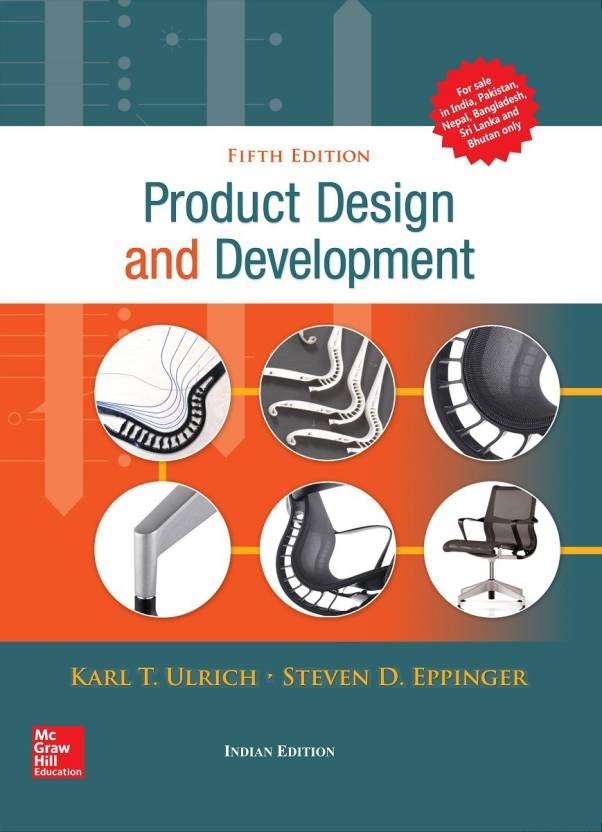 For sale
in India, Pakistan,
Nepal, Bangladesh,
Sri Lanka and
Bhutan only
FIFTH EDITION
Product Design
and Development
KARL T. ULRICH · STEVEN D. EPPINGER
Mc
Graw
Hill
Education
INDIAN EDITION